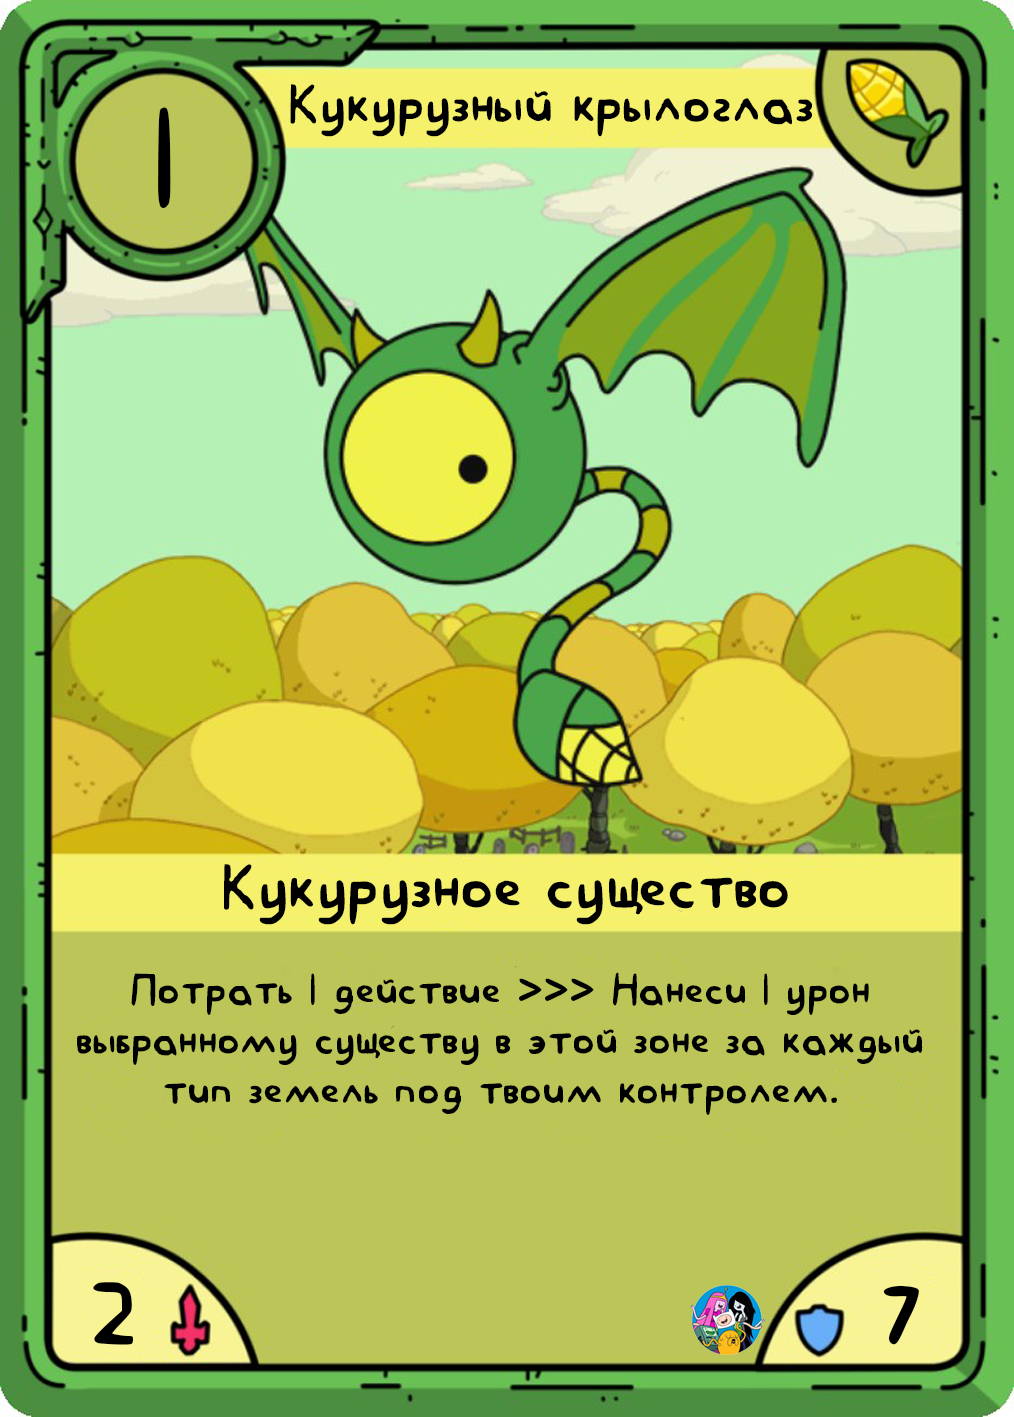 1
Кукурузный крылоглаз
Кукурузное существо
Потрать 1 действие >>> Нанеси 1 урон
выбранному существу в этой зоне за каждый
тип земель под твоим контролем.
2
7